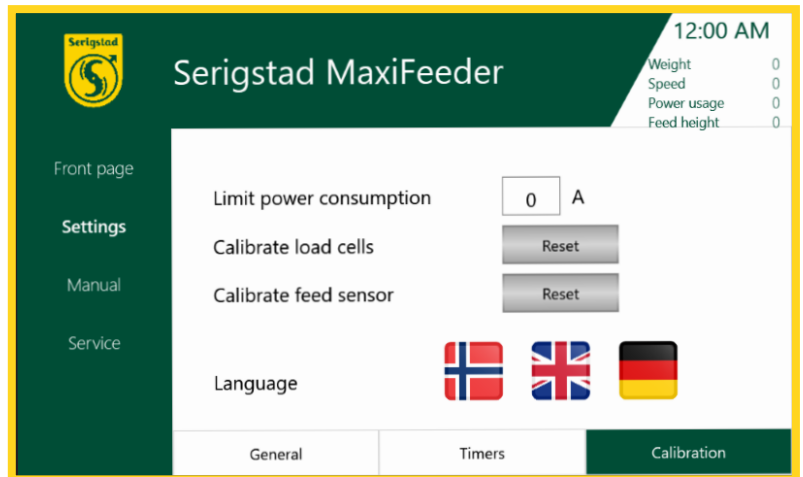 Serigstad
Serigstad MaxiFeeder
12:00 AM
Weight 0
Speed 0
Power usage 0
Feed height 0
Front page
Settings
Manual
Service
Limit power consumption 0 A
Calibrate load cells Reset
Calibrate feed sensor Reset
Language
General Timers Calibration